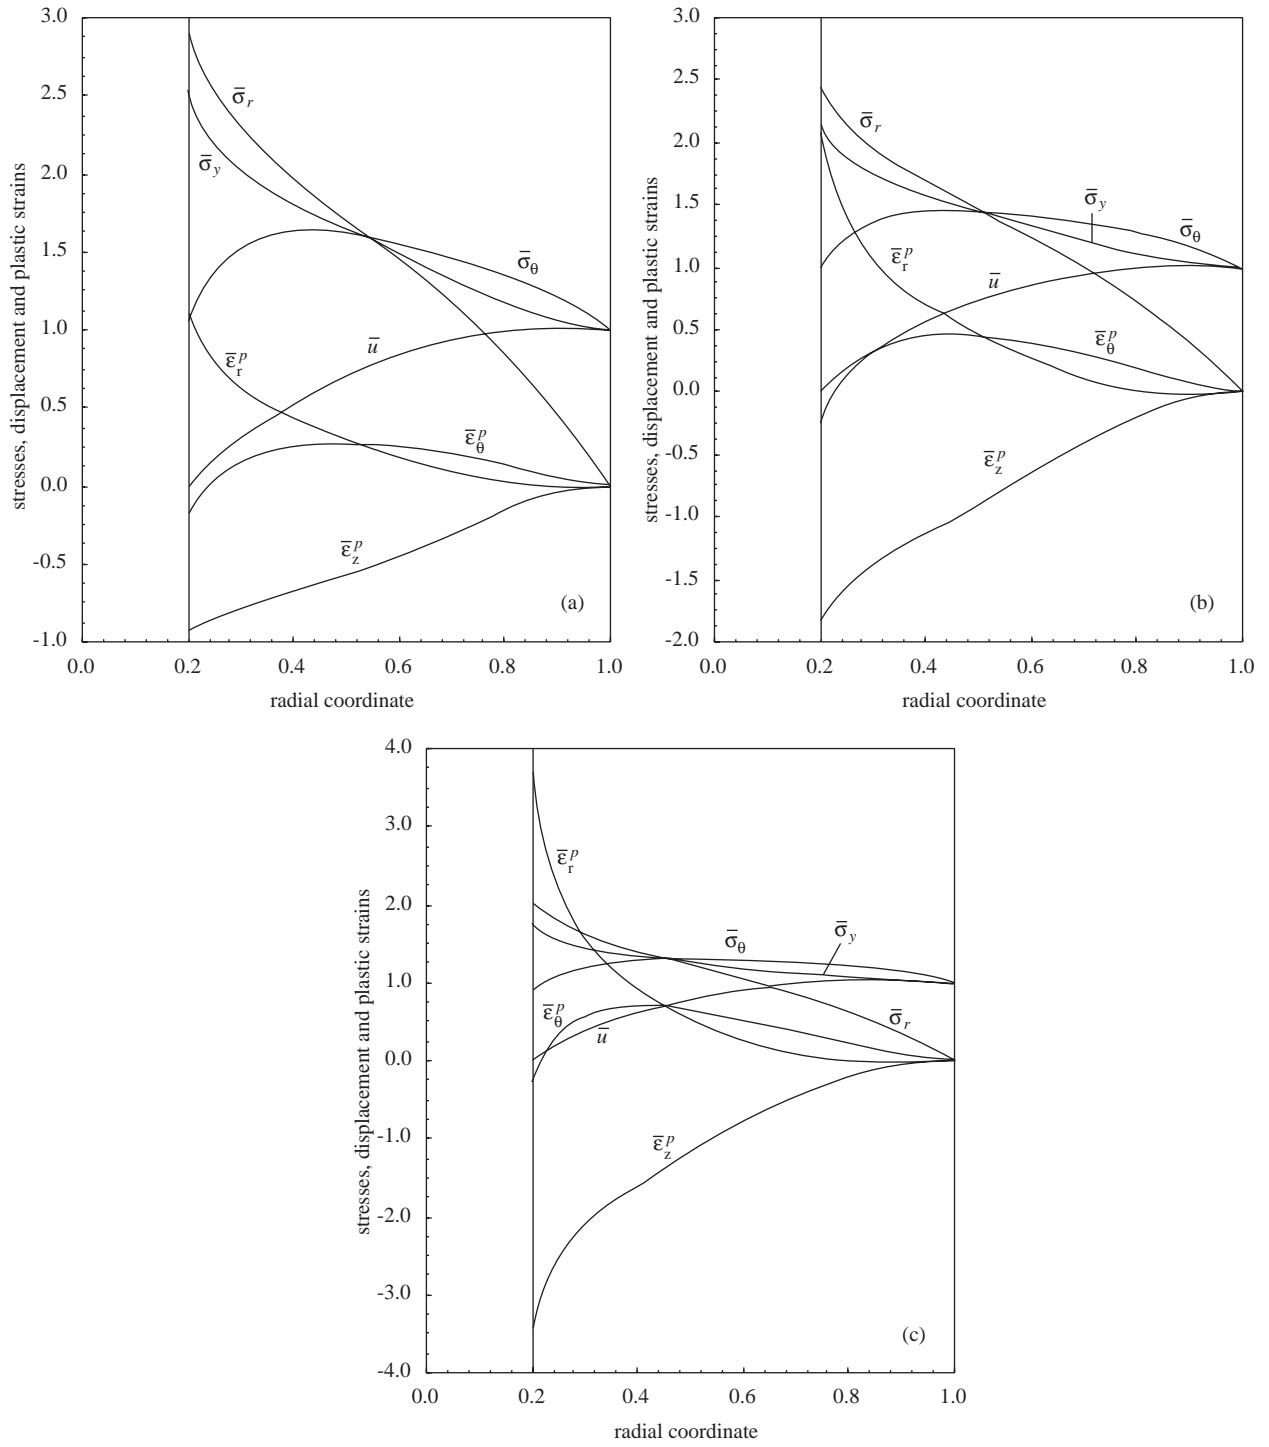 stresses, displacement and plastic strains
3.0
2.5
2.0
1.5
1.0
0.5
0.0
-0.5
-1.0
σ̅r
σ̅y
σ̅θ
u̅
ε̅rp
ε̅θp
ε̅zp
(a)
0.0 0.2 0.4 0.6 0.8 1.0
radial coordinate
stresses, displacement and plastic strains
3.0
2.5
2.0
1.5
1.0
0.5
0.0
-0.5
-1.0
-1.5
-2.0
σ̅r
σ̅y
σ̅θ
ε̅rp
u̅
ε̅θp
ε̅zp
(b)
0.0 0.2 0.4 0.6 0.8 1.0
radial coordinate
stresses, displacement and plastic strains
4.0
3.0
2.0
1.0
0.0
-1.0
-2.0
-3.0
-4.0
ε̅rp
σ̅θ
σ̅y
ε̅θp
u̅
σ̅r
ε̅zp
(c)
0.0 0.2 0.4 0.6 0.8 1.0
radial coordinate